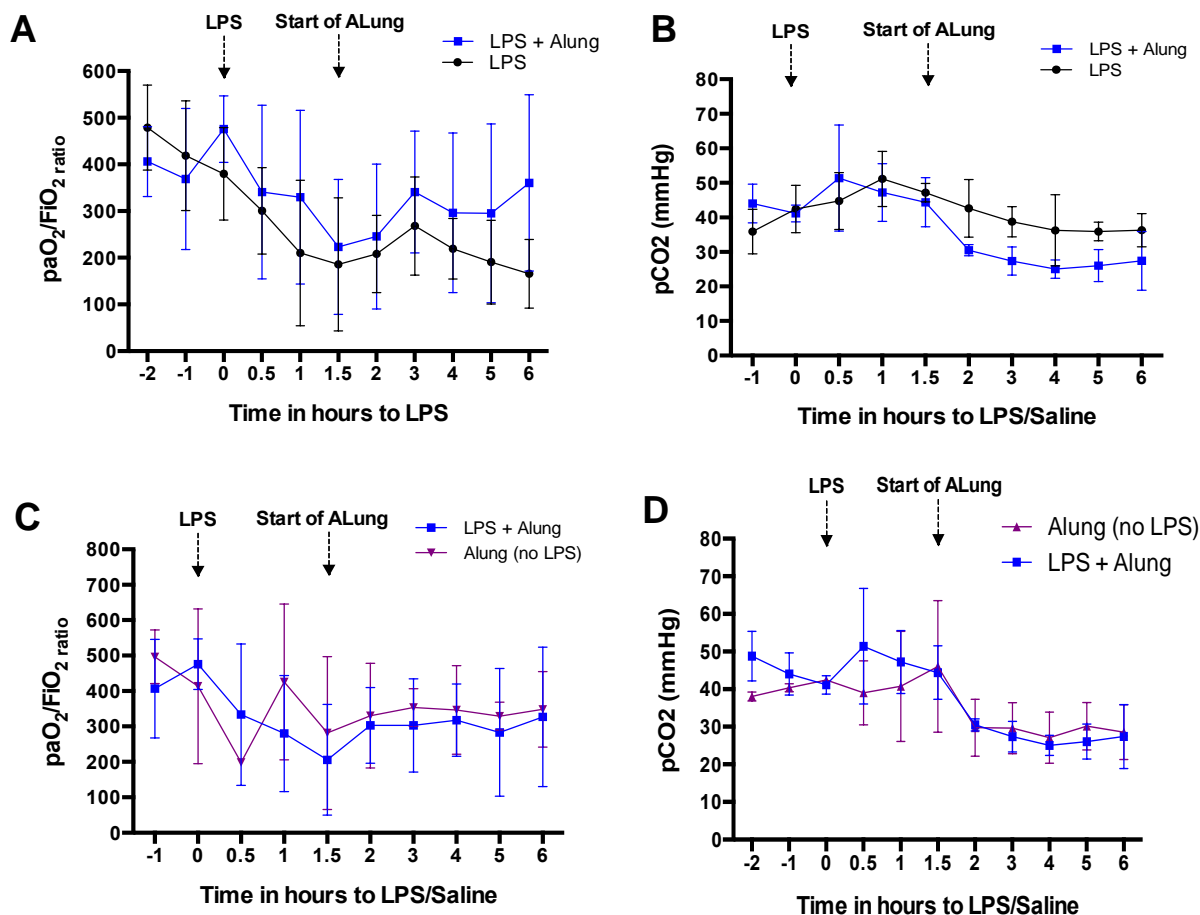 A
LPS
Start of ALung
LPS + Alung
LPS
paO2/FiO2 ratio
600
500
400
300
200
100
0
-2 -1 0 0.5 1 1.5 2 3 4 5 6
Time in hours to LPS
B
LPS
Start of ALung
LPS + Alung
LPS
pCO2 (mmHg)
80
70
60
50
40
30
20
10
0
-1 0 0.5 1 1.5 2 3 4 5 6
Time in hours to LPS/Saline
C
LPS
Start of ALung
LPS + Alung
Alung (no LPS)
paO2/FiO2 ratio
800
700
600
500
400
300
200
100
0
-1 0 0.5 1 1.5 2 3 4 5 6
Time in hours to LPS/Saline
D
LPS
Start of ALung
Alung (no LPS)
LPS + Alung
pCO2 (mmHg)
80
70
60
50
40
30
20
10
0
-2 -1 0 0.5 1 1.5 2 3 4 5 6
Time in hours to LPS/Saline